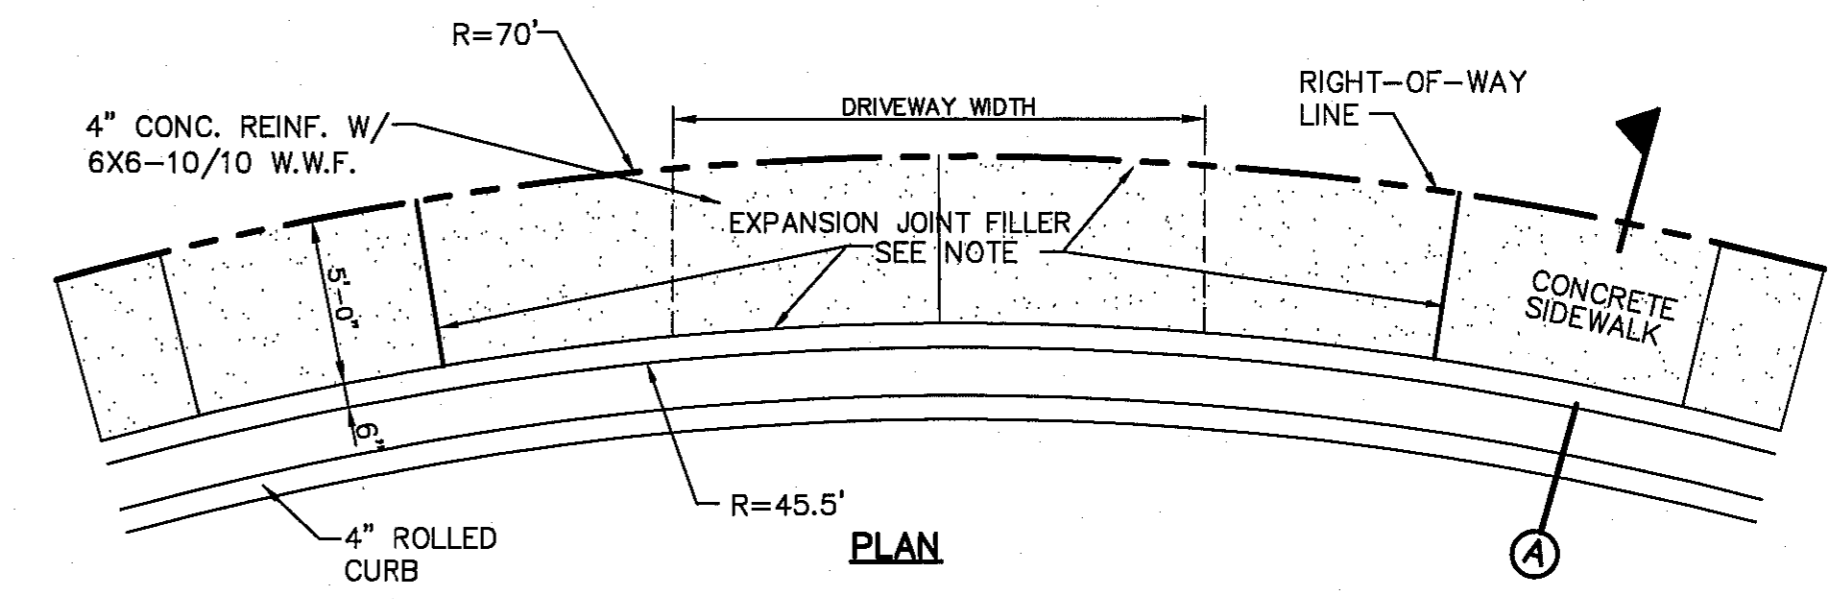 R=70'
4" CONC. REINF. W/
6X6-10/10 W.W.F.
DRIVEWAY WIDTH
RIGHT-OF-WAY
LINE
EXPANSION JOINT FILLER
SEE NOTE
5'-0"
6"
CONCRETE
SIDEWALK
R=45.5'
4" ROLLED
CURB
PLAN
A